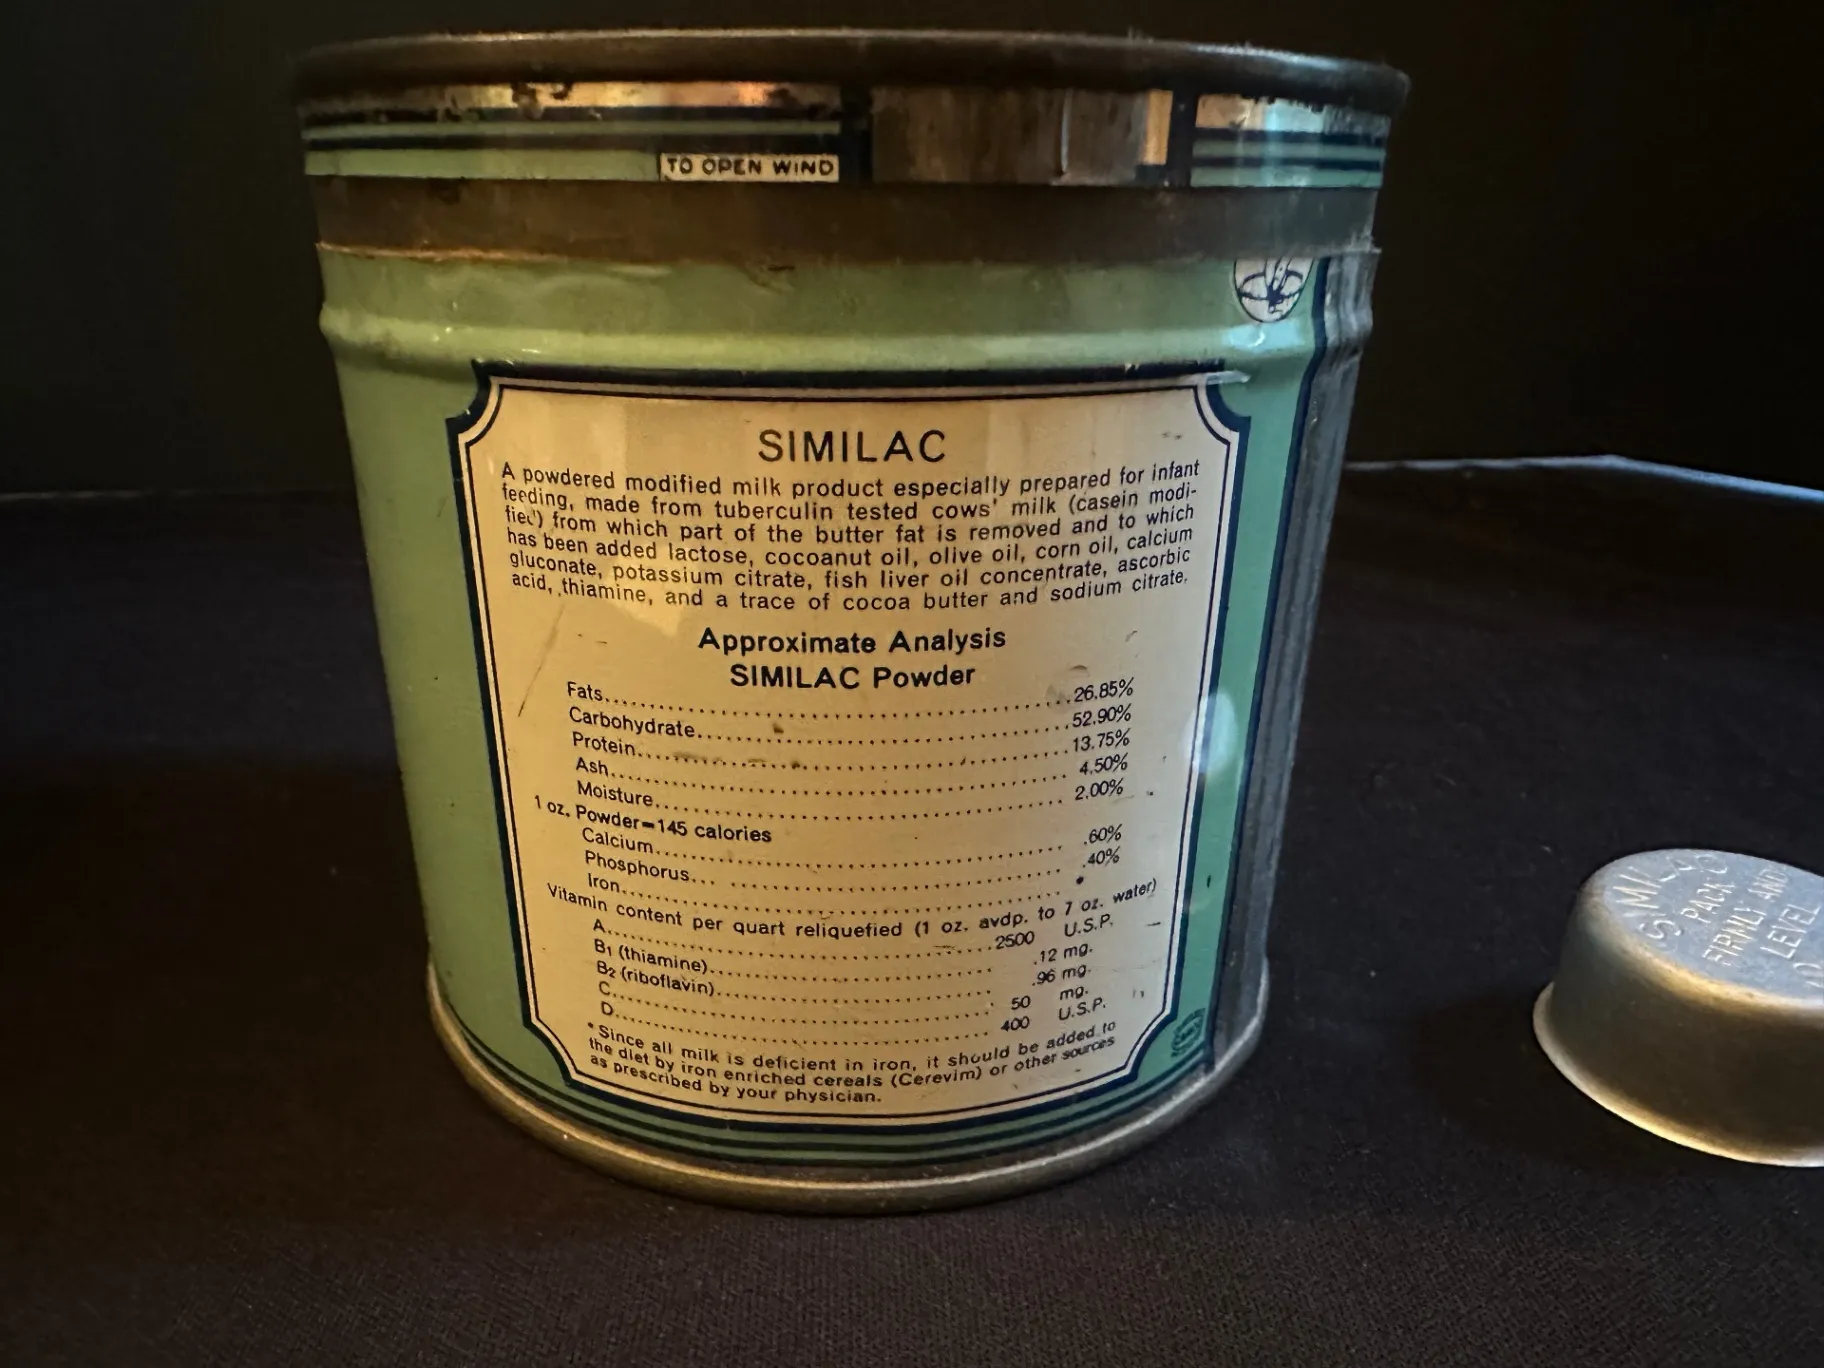 TO OPEN WIND
SIMILAC
A powdered modified milk product especially prepared for infant
feeding, made from tuberculin tested cows' milk (casein modi-
fied) from which part of the butter fat is removed and to which
has been added lactose, cocoanut oil, olive oil, corn oil, calcium
gluconate, potassium citrate, fish liver oil concentrate, ascorbic
acid, thiamine, and a trace of cocoa butter and sodium citrate.
Approximate Analysis
SIMILAC Powder
Fats 26.85%
Carbohydrate 52.90%
Protein 13.75%
Ash 4.50%
Moisture 2.00%
1 oz. Powder=145 calories
Calcium .60%
Phosphorus .40%
Iron *
Vitamin content per quart reliquefied (1 oz. avdp. to 7 oz. water)
A 2500 U.S.P.
B1 (thiamine) .12 mg.
B2 (riboflavin) .96 mg.
C 50 mg.
D 400 U.S.P.
*Since all milk is deficient in iron, it should be added to
the diet by iron enriched cereals (Cerevim) or other sources
as prescribed by your physician.
PACK
FIRMLY AND
LEVEL